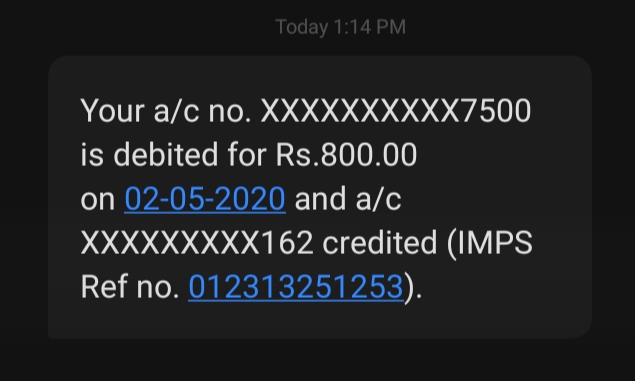 Today 1:14 PM
Your a/c no. XXXXXXXXXX7500
is debited for Rs.800.00
on 02-05-2020 and a/c
XXXXXXXXX162 credited (IMPS
Ref no. 012313251253).